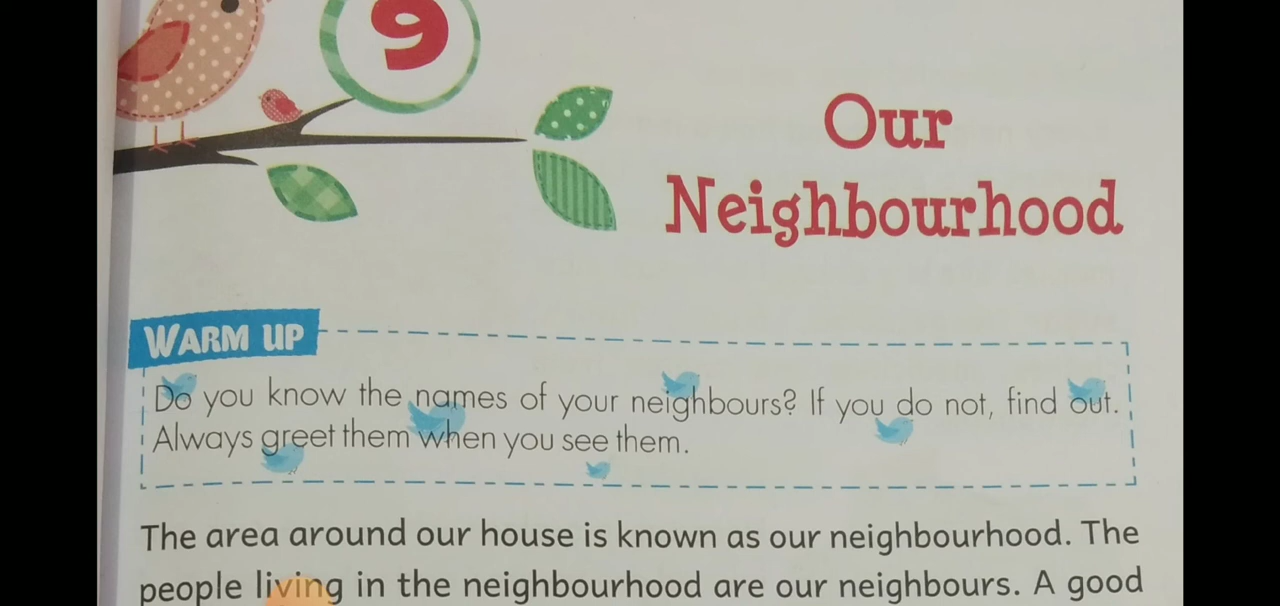 9
Our
Neighbourhood
WARM UP
Do you know the names of your neighbours? If you do not, find out.
Always greet them when you see them.
The area around our house is known as our neighbourhood. The
people living in the neighbourhood are our neighbours. A good